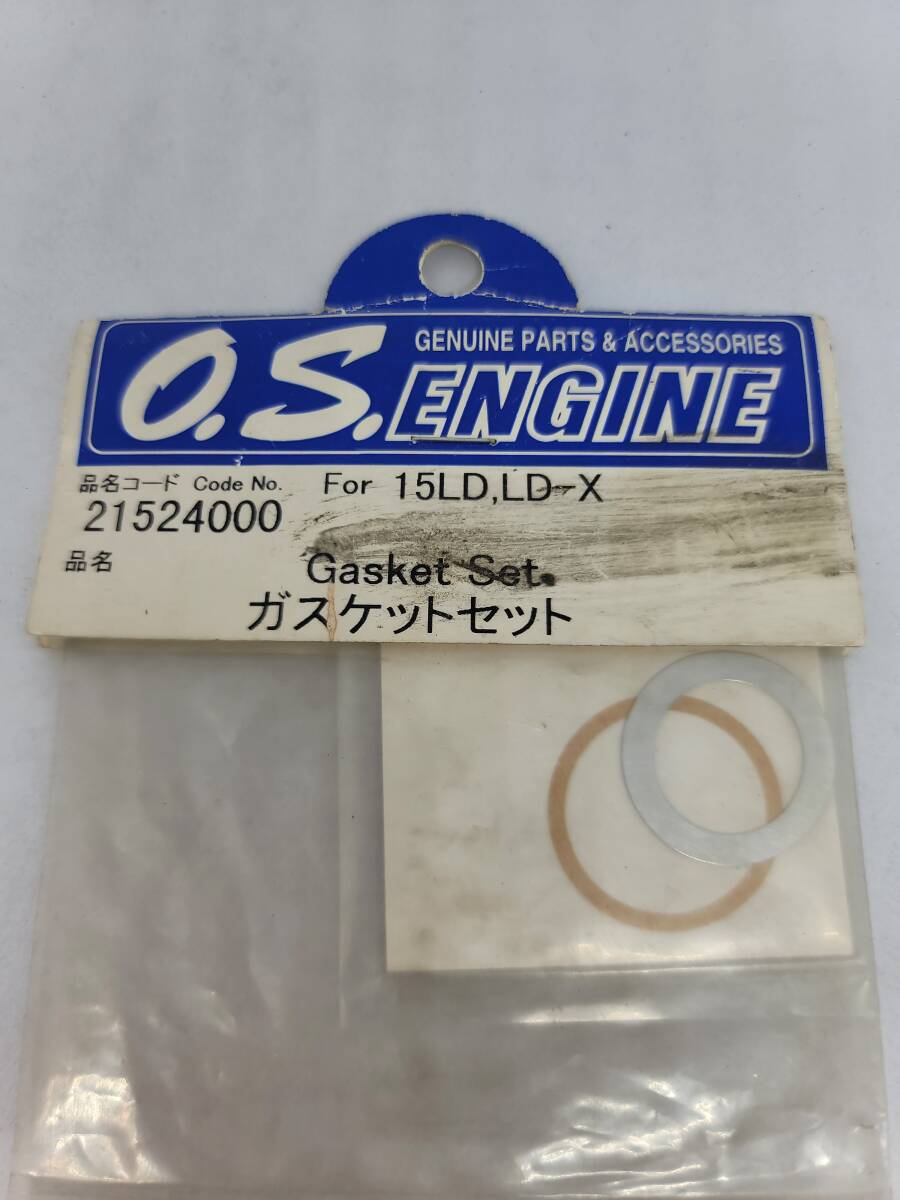 GENUINE PARTS & ACCESSORIES
O.S.ENGINE
品名コード Code No. For 15LD,LD-X
21524000
品名 Gasket Set.
ガスケットセット